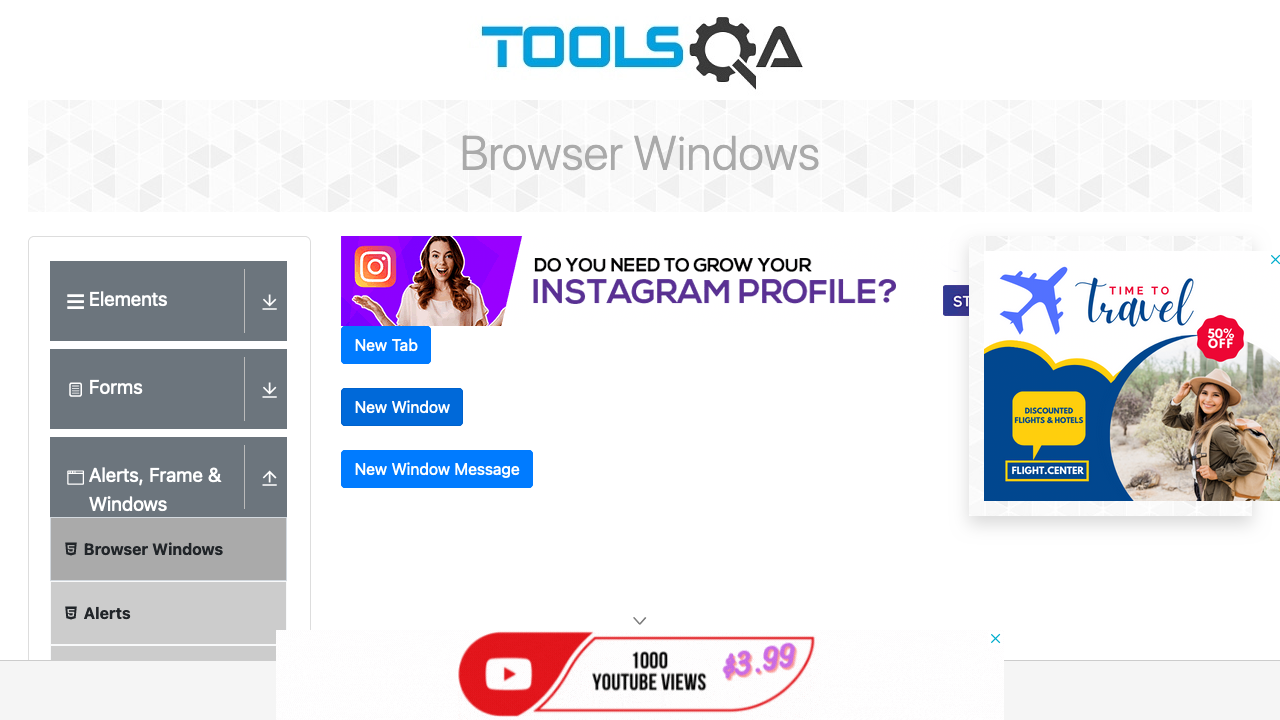 TOOLSQA
Browser Windows
Elements
Forms
Alerts, Frame &
Windows
Browser Windows
Alerts
DO YOU NEED TO GROW YOUR
INSTAGRAM PROFILE?
New Tab
New Window
New Window Message
TIME TO
travel
50%
OFF
DISCOUNTED
FLIGHTS & HOTELS
FLIGHT.CENTER
1000
YOUTUBE VIEWS
$3.99